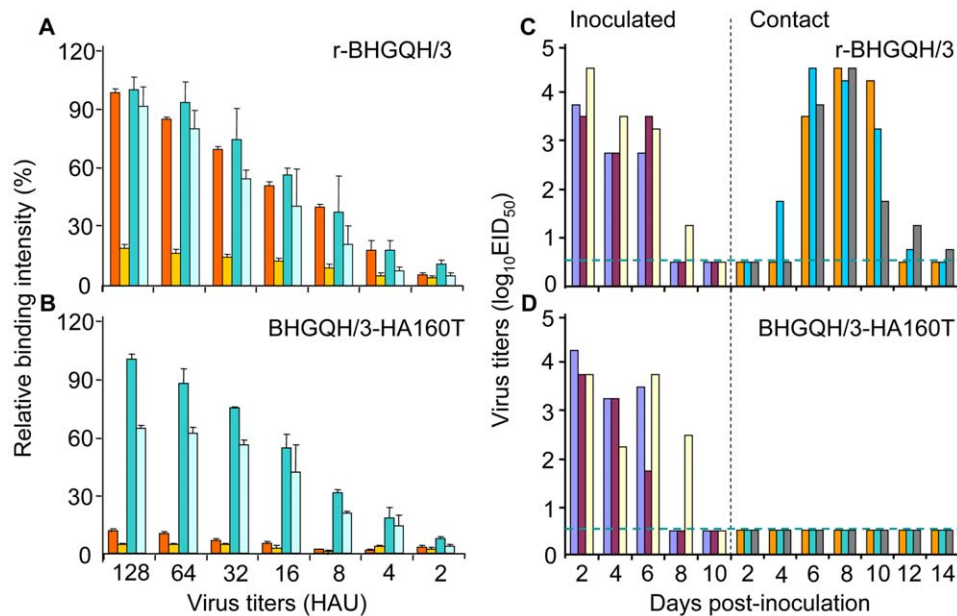 A
r-BHGQH/3
120
90
60
30
0
B
BHGQH/3-HA160T
120
90
60
30
0
128 64 32 16 8 4 2
Virus titers (HAU)
Relative binding intensity (%)
Inoculated Contact
C
r-BHGQH/3
5
4
3
2
1
0
D
BHGQH/3-HA160T
5
4
3
2
1
0
2 4 6 8 10 2 4 6 8 10 12 14
Days post-inoculation
Virus titers (log₁₀EID₅₀)